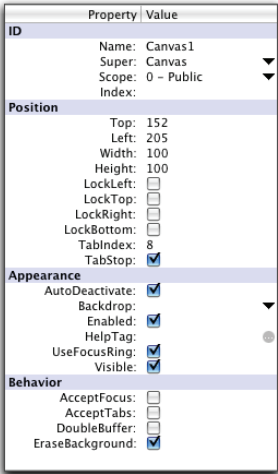 Property Value
ID
Name: Canvas1
Super: Canvas
Scope: 0 – Public
Index:
Position
Top: 152
Left: 205
Width: 100
Height: 100
LockLeft:
LockTop:
LockRight:
LockBottom:
TabIndex: 8
TabStop:
Appearance
AutoDeactivate:
Backdrop:
Enabled:
HelpTag:
UseFocusRing:
Visible:
Behavior
AcceptFocus:
AcceptTabs:
DoubleBuffer:
EraseBackground: